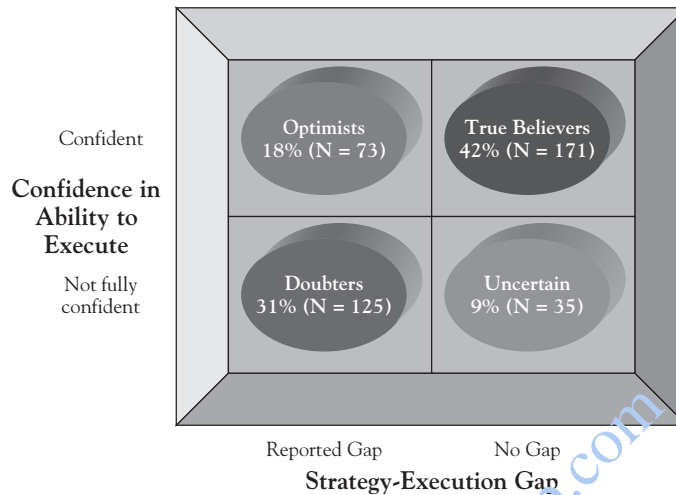 Optimists
18% (N = 73)
True Believers
42% (N = 171)
Confident
Confidence in
Ability to
Execute
Not fully
confident
Doubters
31% (N = 125)
Uncertain
9% (N = 35)
Reported Gap
No Gap
Strategy-Execution Gap
.com